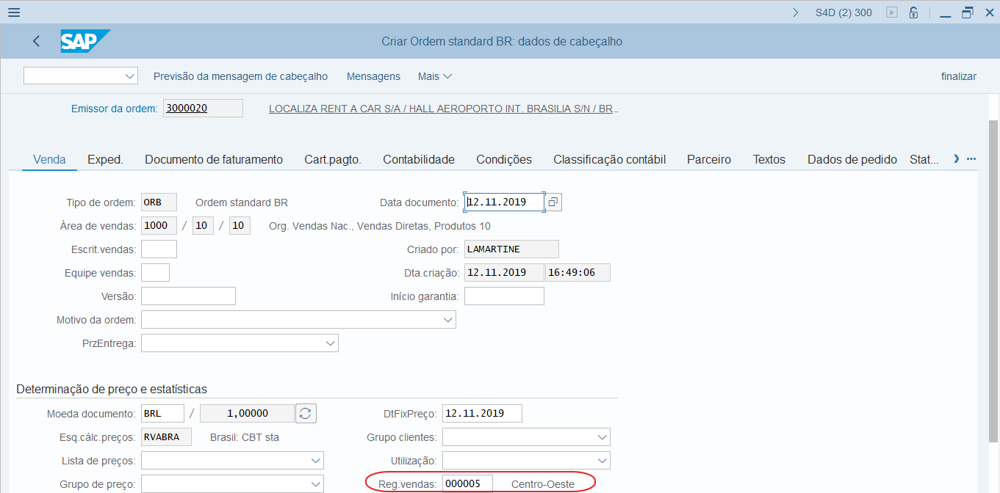 S4D (2) 300
SAP Criar Ordem standard BR: dados de cabeçalho
Previsão da mensagem de cabeçalho Mensagens Mais finalizar
Emissor da ordem: 3000020 LOCALIZA RENT A CAR S/A / HALL AEROPORTO INT. BRASILIA S/N / BR...
Venda Exped. Documento de faturamento Cart.pagto. Contabilidade Condições Classificação contábil Parceiro Textos Dados de pedido Stat...
Tipo de ordem: ORB Ordem standard BR Data documento: 12.11.2019
Área de vendas: 1000 / 10 / 10 Org. Vendas Nac., Vendas Diretas, Produtos 10
Escrit.vendas: Criado por: LAMARTINE
Equipe vendas: Dta.criação: 12.11.2019 16:49:06
Versão: Início garantia:
Motivo da ordem:
PrzEntrega:
Determinação de preço e estatísticas
Moeda documento: BRL / 1,00000 DtFixPreço: 12.11.2019
Esq.cálc.preços: RVABRA Brasil: CBT sta Grupo clientes:
Lista de preços: Utilização:
Grupo de preço: Reg.vendas: 000005 Centro-Oeste